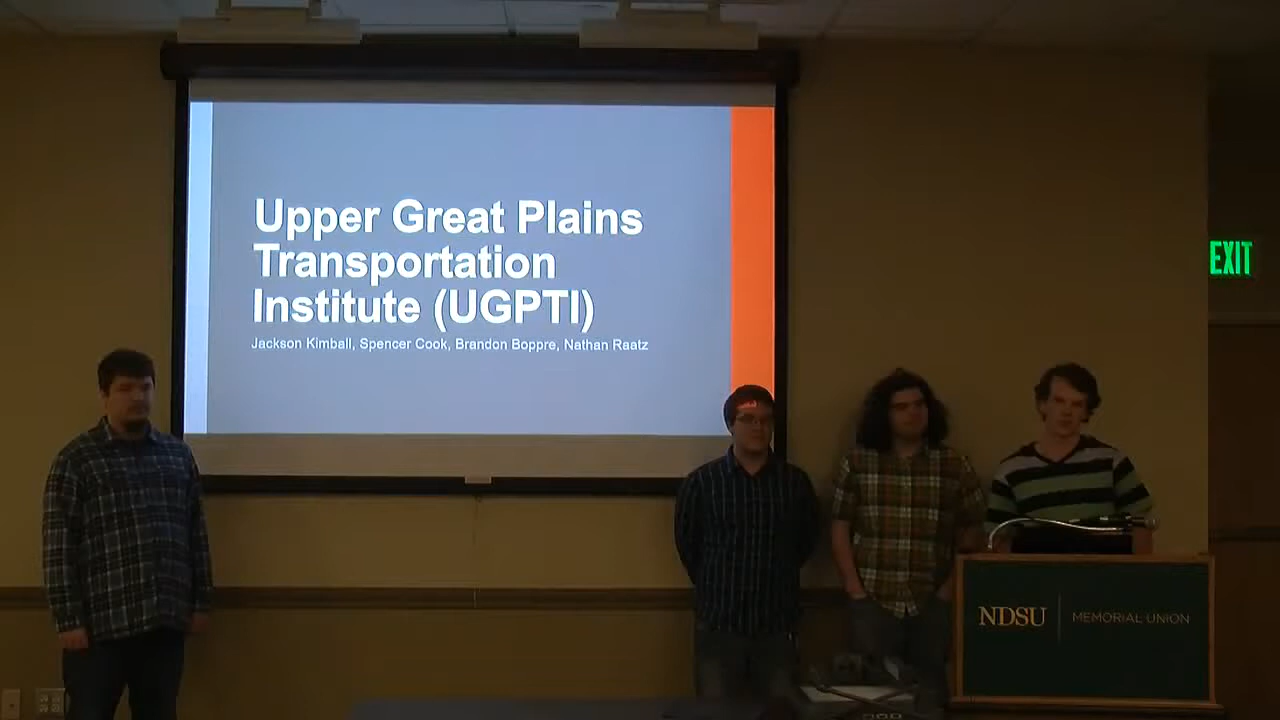 Upper Great Plains
Transportation
Institute (UGPTI)
Jackson Kimball, Spencer Cook, Brandon Boppre, Nathan Raatz
EXIT
NDSU MEMORIAL UNION